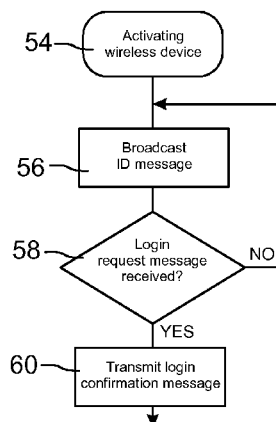 54
Activating
wireless device
56
Broadcast
ID message
58
Login
request message
received?
NO
YES
60
Transmit login
confirmation message